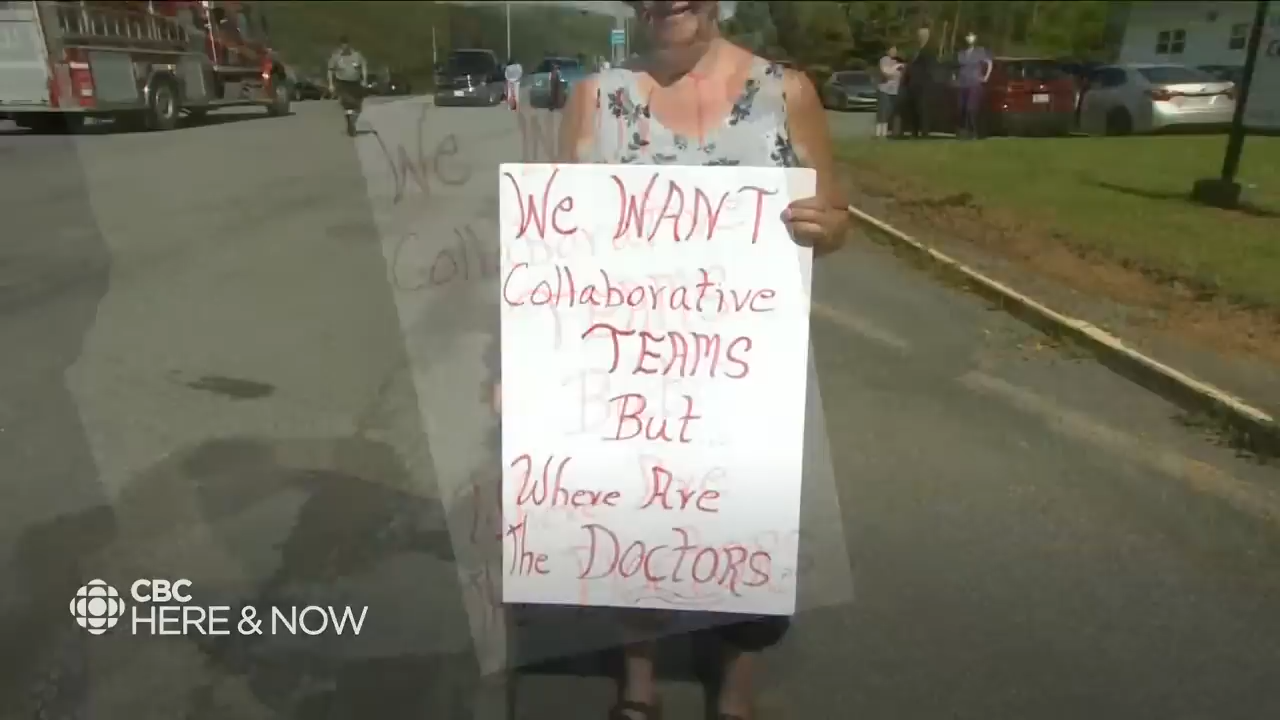 We WANT
Collaborative
TEAMS
But
Where Are
The DOCTORS
CBC
HERE & NOW